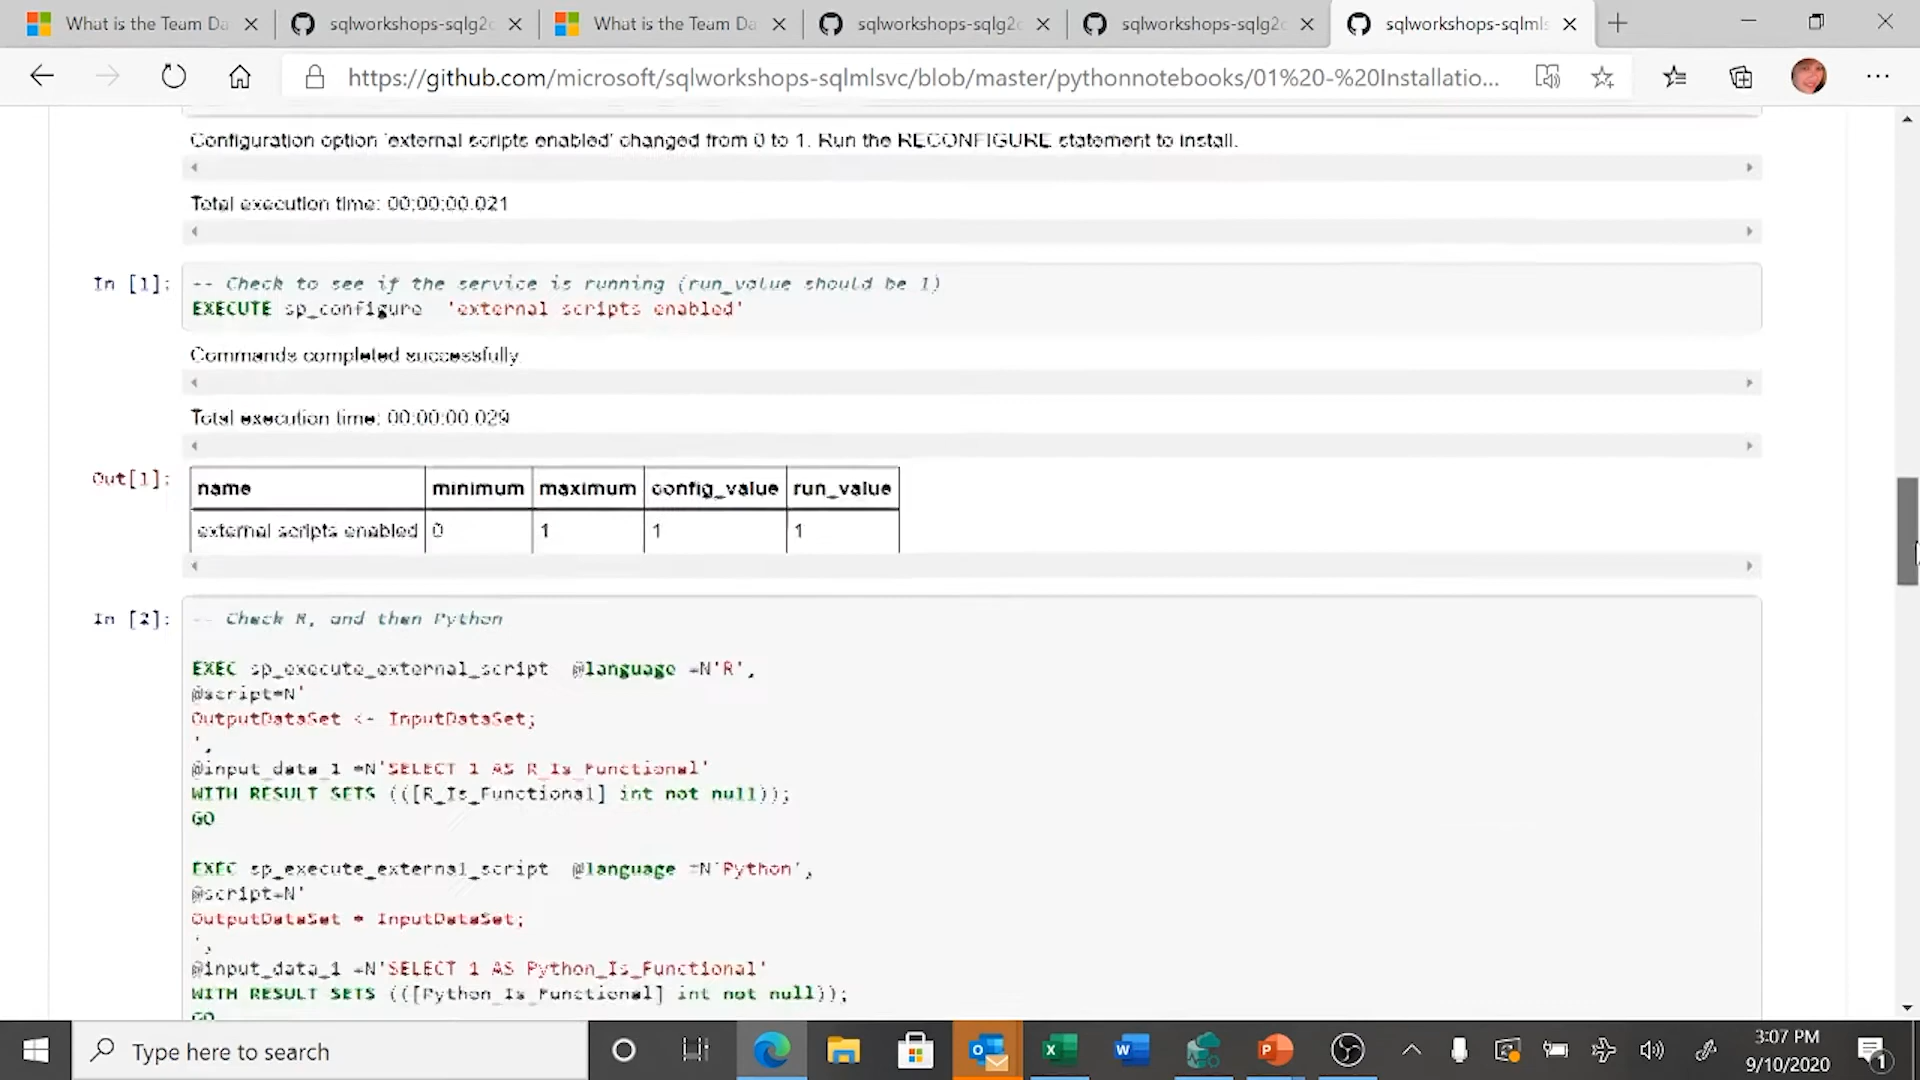 What is the Team Da
sqlworkshops-sqlg2c
What is the Team Da
sqlworkshops-sqlg2c
sqlworkshops-sqlg2c
sqlworkshops-sqlmls
https://github.com/microsoft/sqlworkshops-sqlmlsvc/blob/master/pythonnotebooks/01%20-%20Installatio...
Configuration option 'external scripts enabled' changed from 0 to 1. Run the RECONFIGURE statement to install.
Total execution time: 00:00:00.021
In [1]:
-- Check to see if the service is running (run_value should be 1)
EXECUTE sp_configure 'external scripts enabled'
Commands completed successfully.
Total execution time: 00:00:00.029
Out[1]:
name minimum maximum config_value run_value
external scripts enabled 0 1 1 1
In [2]:
-- Check R, and then Python
EXEC sp_execute_external_script @language =N'R',
@script=N'
OutputDataSet <- InputDataSet;
',
@input_data_1 =N'SELECT 1 AS R_Is_Functional'
WITH RESULT SETS (([R_Is_Functional] int not null));
GO
EXEC sp_execute_external_script @language =N'Python',
@script=N'
OutputDataSet = InputDataSet;
',
@input_data_1 =N'SELECT 1 AS Python_Is_Functional'
WITH RESULT SETS (([Python_Is_Functional] int not null));
GO
Type here to search
3:07 PM
9/10/2020
1